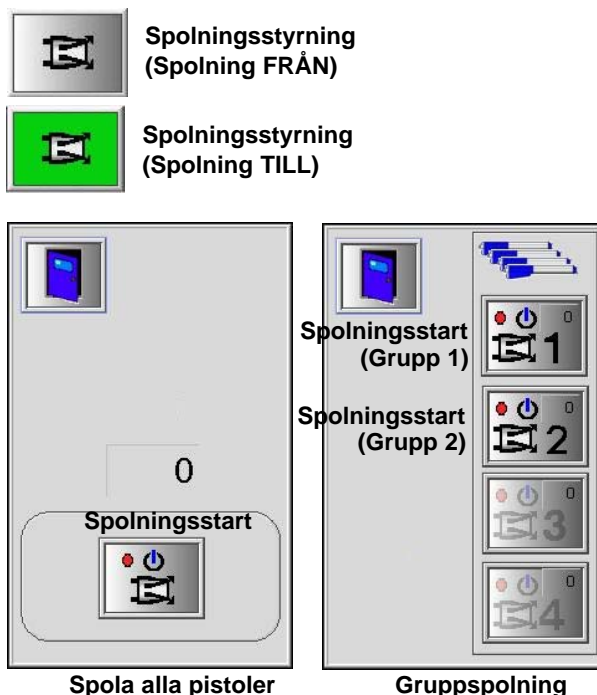 Spolningsstyrning
(Spolning FRÅN)
Spolningsstyrning
(Spolning TILL)
0
Spolningsstart
Spola alla pistoler
Spolningsstart
(Grupp 1)
0
1
Spolningsstart
(Grupp 2)
0
2
0
3
0
4
Gruppspolning